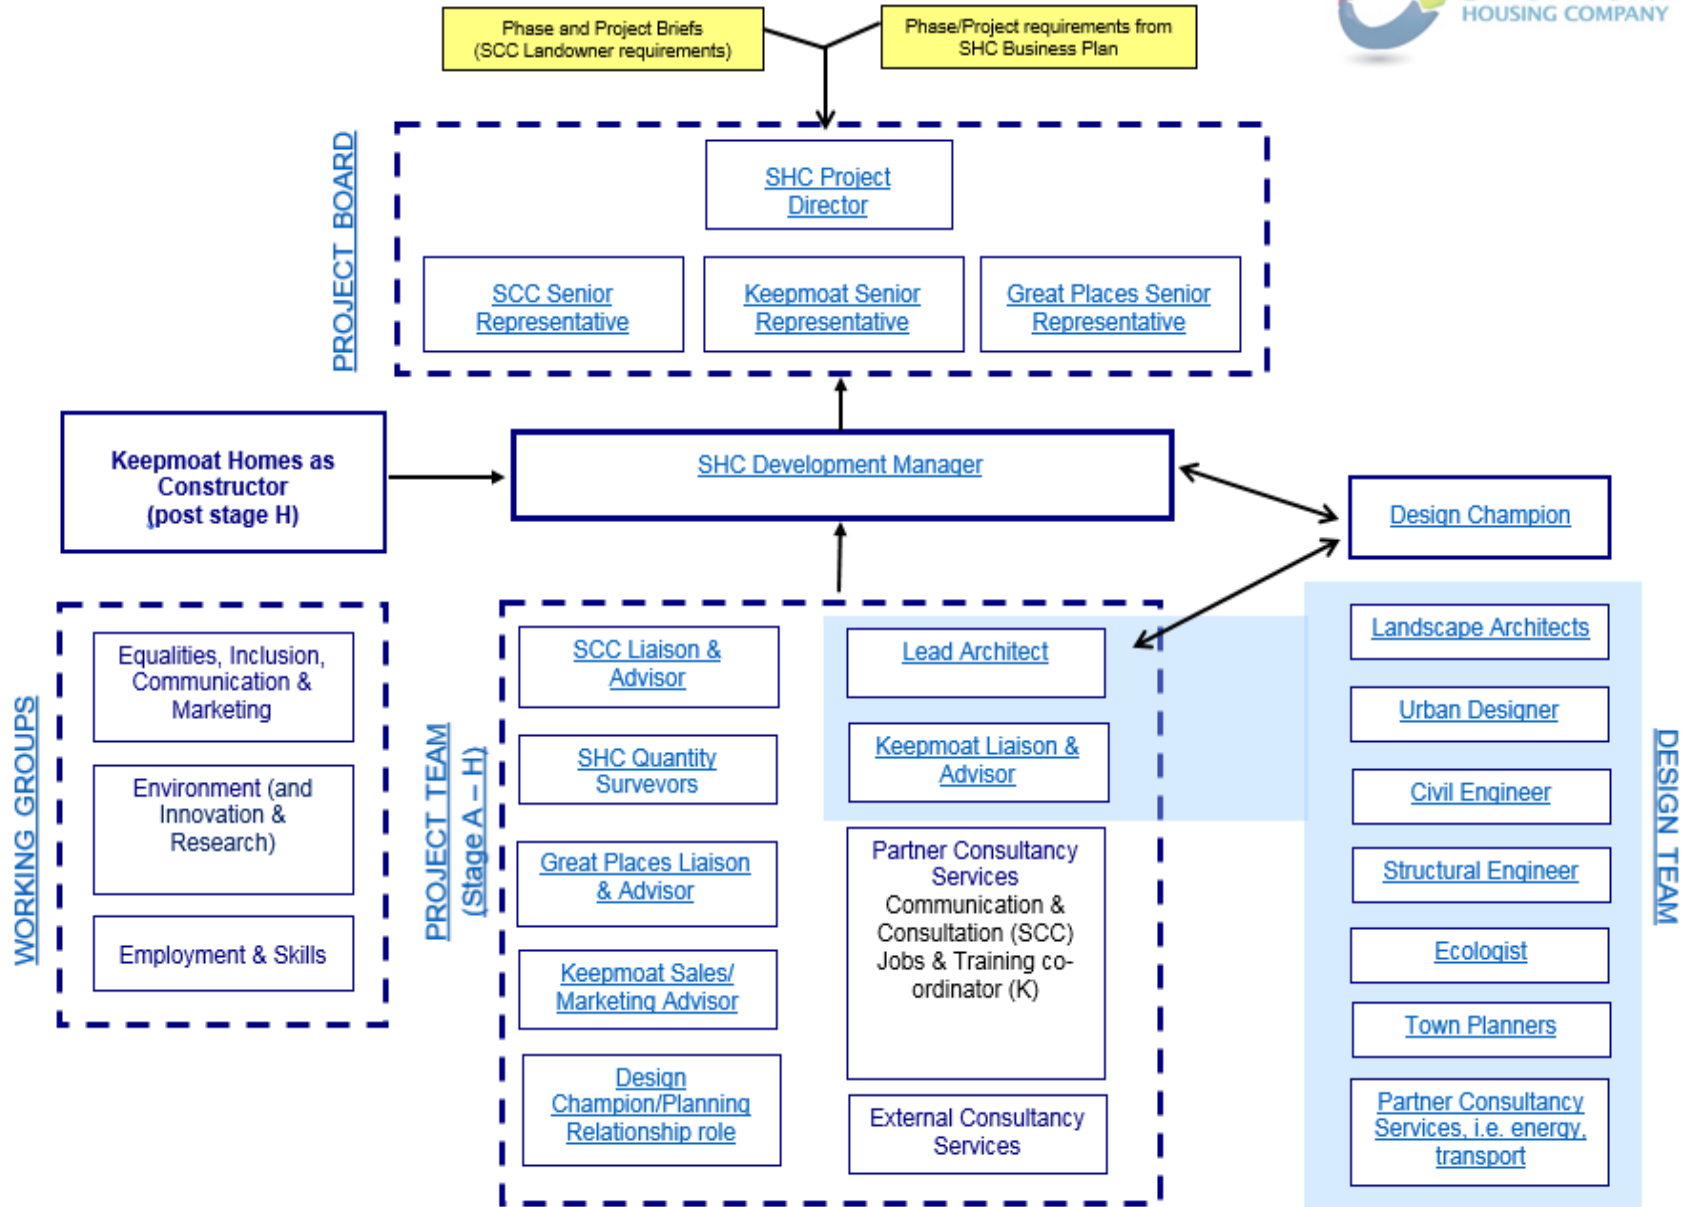 HOUSING COMPANY
Phase and Project Briefs
(SCC Landowner requirements)
Phase/Project requirements from
SHC Business Plan
PROJECT BOARD
SHC Project
Director
SCC Senior
Representative
Keepmoat Senior
Representative
Great Places Senior
Representative
Keepmoat Homes as
Constructor
(post stage H)
SHC Development Manager
Design Champion
WORKING GROUPS
Equalities, Inclusion,
Communication &
Marketing
Environment (and
Innovation &
Research)
Employment & Skills
PROJECT TEAM
(Stage A – H)
SCC Liaison &
Advisor
SHC Quantity
Surveyors
Great Places Liaison
& Advisor
Keepmoat Sales/
Marketing Advisor
Design
Champion/Planning
Relationship role
Lead Architect
Keepmoat Liaison &
Advisor
Partner Consultancy
Services
Communication &
Consultation (SCC)
Jobs & Training co-
ordinator (K)
External Consultancy
Services
DESIGN TEAM
Landscape Architects
Urban Designer
Civil Engineer
Structural Engineer
Ecologist
Town Planners
Partner Consultancy
Services, i.e. energy,
transport